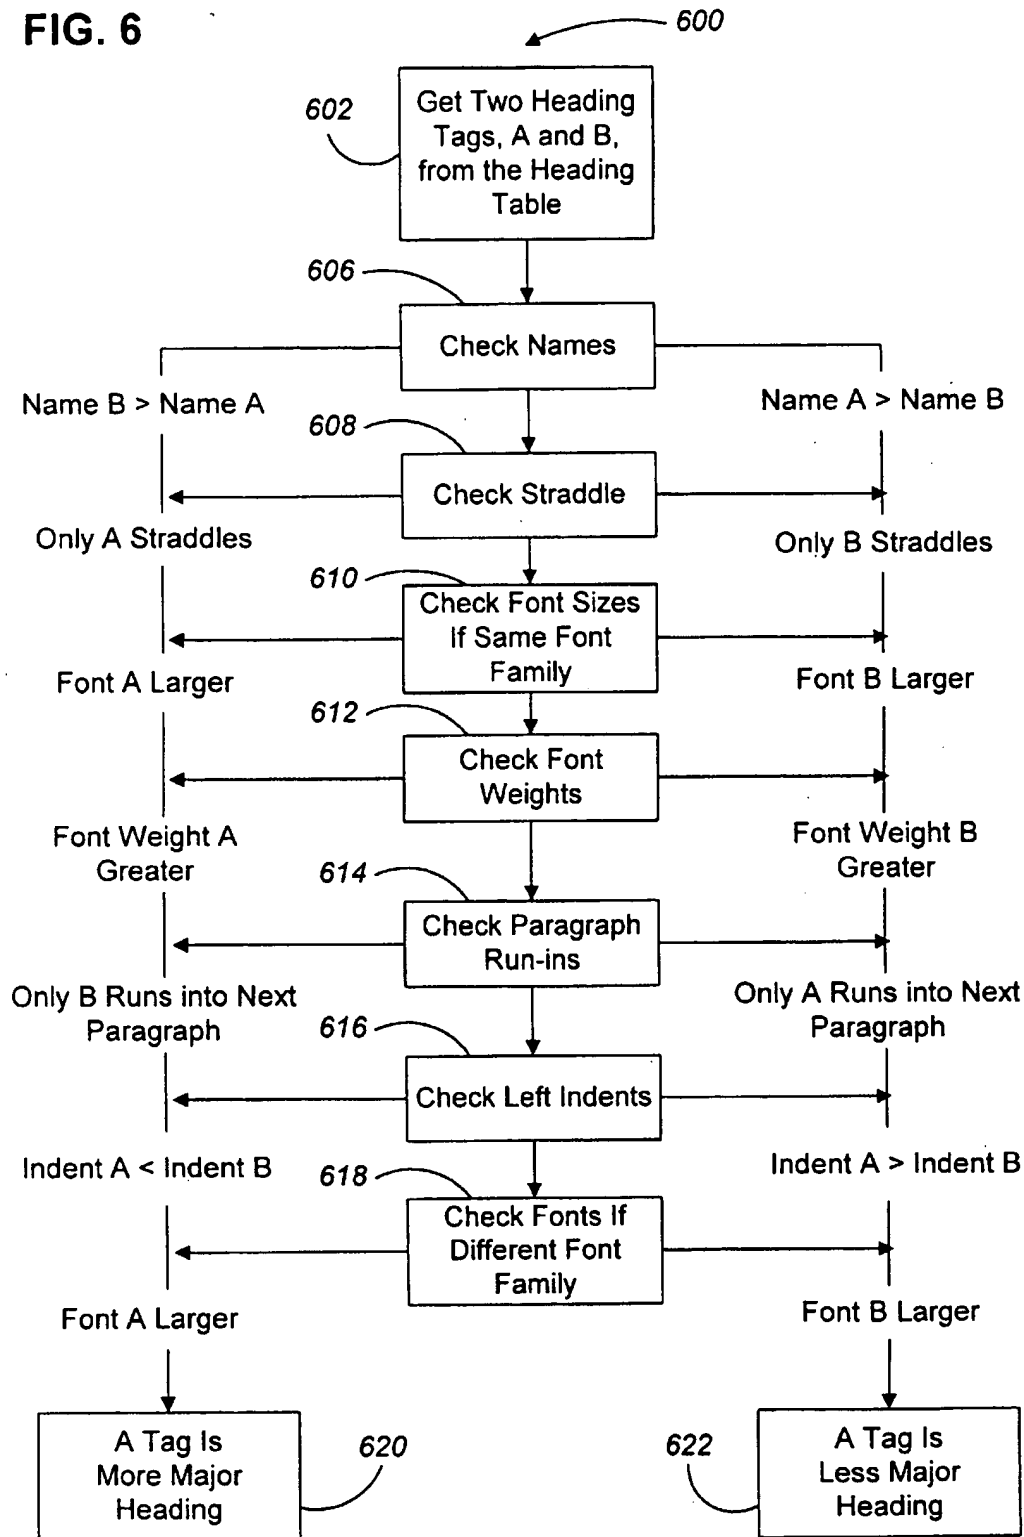 FIG. 6
600
602
Get Two Heading
Tags, A and B,
from the Heading
Table
606
Check Names
Name B > Name A
Name A > Name B
608
Check Straddle
Only A Straddles
Only B Straddles
610
Check Font Sizes
If Same Font
Family
Font A Larger
Font B Larger
612
Check Font
Weights
Font Weight A
Greater
Font Weight B
Greater
614
Check Paragraph
Run-ins
Only B Runs into Next
Paragraph
Only A Runs into Next
Paragraph
616
Check Left Indents
Indent A < Indent B
Indent A > Indent B
618
Check Fonts If
Different Font
Family
Font A Larger
Font B Larger
A Tag Is
More Major
Heading
620
622
A Tag Is
Less Major
Heading